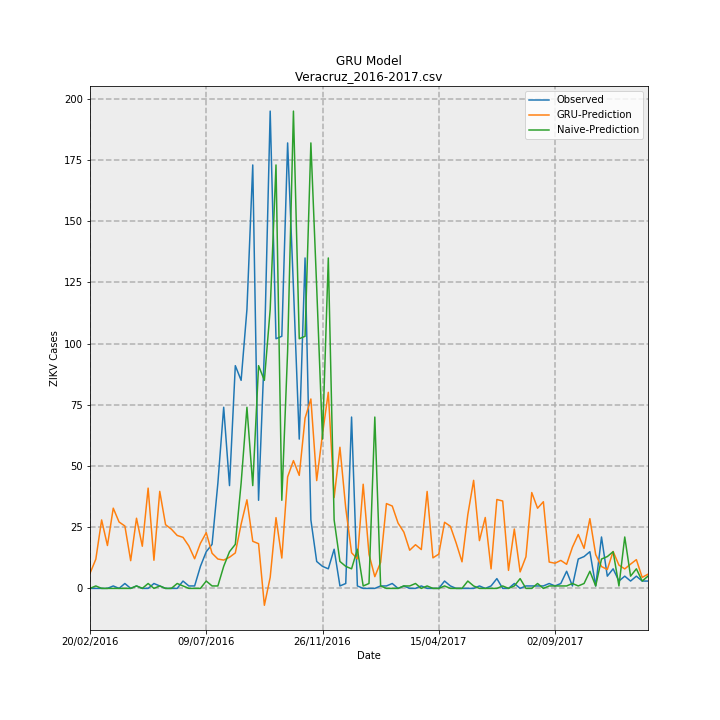 GRU Model
Veracruz_2016-2017.csv
Observed
GRU-Prediction
Naive-Prediction
200
175
150
125
100
75
50
25
0
ZIKV Cases
20/02/2016
09/07/2016
26/11/2016
15/04/2017
02/09/2017
Date